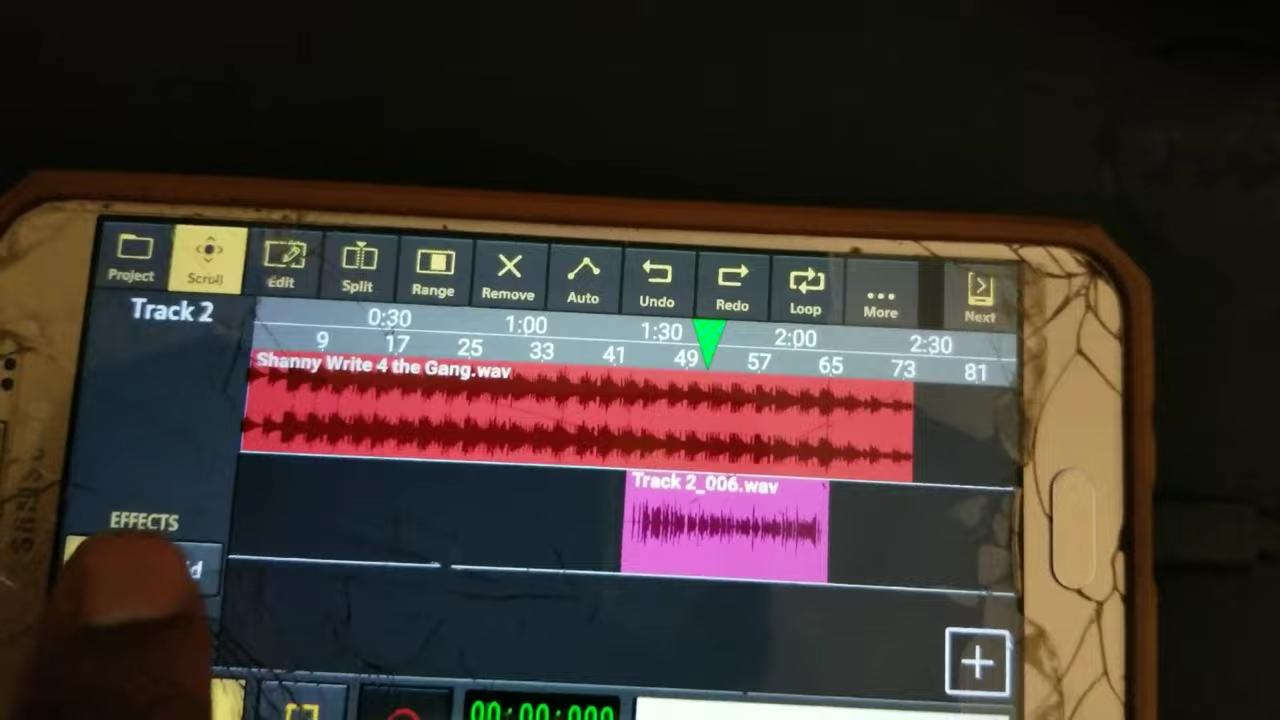 Project Scroll Edit Split Range Remove Auto Undo Redo Loop More Next
Track 2
0:30 1:00 1:30 2:00 2:30
9 17 25 33 41 49 57 65 73 81
Shanny Write 4 the Gang.wav
Track 2_006.wav
EFFECTS
00:00:000